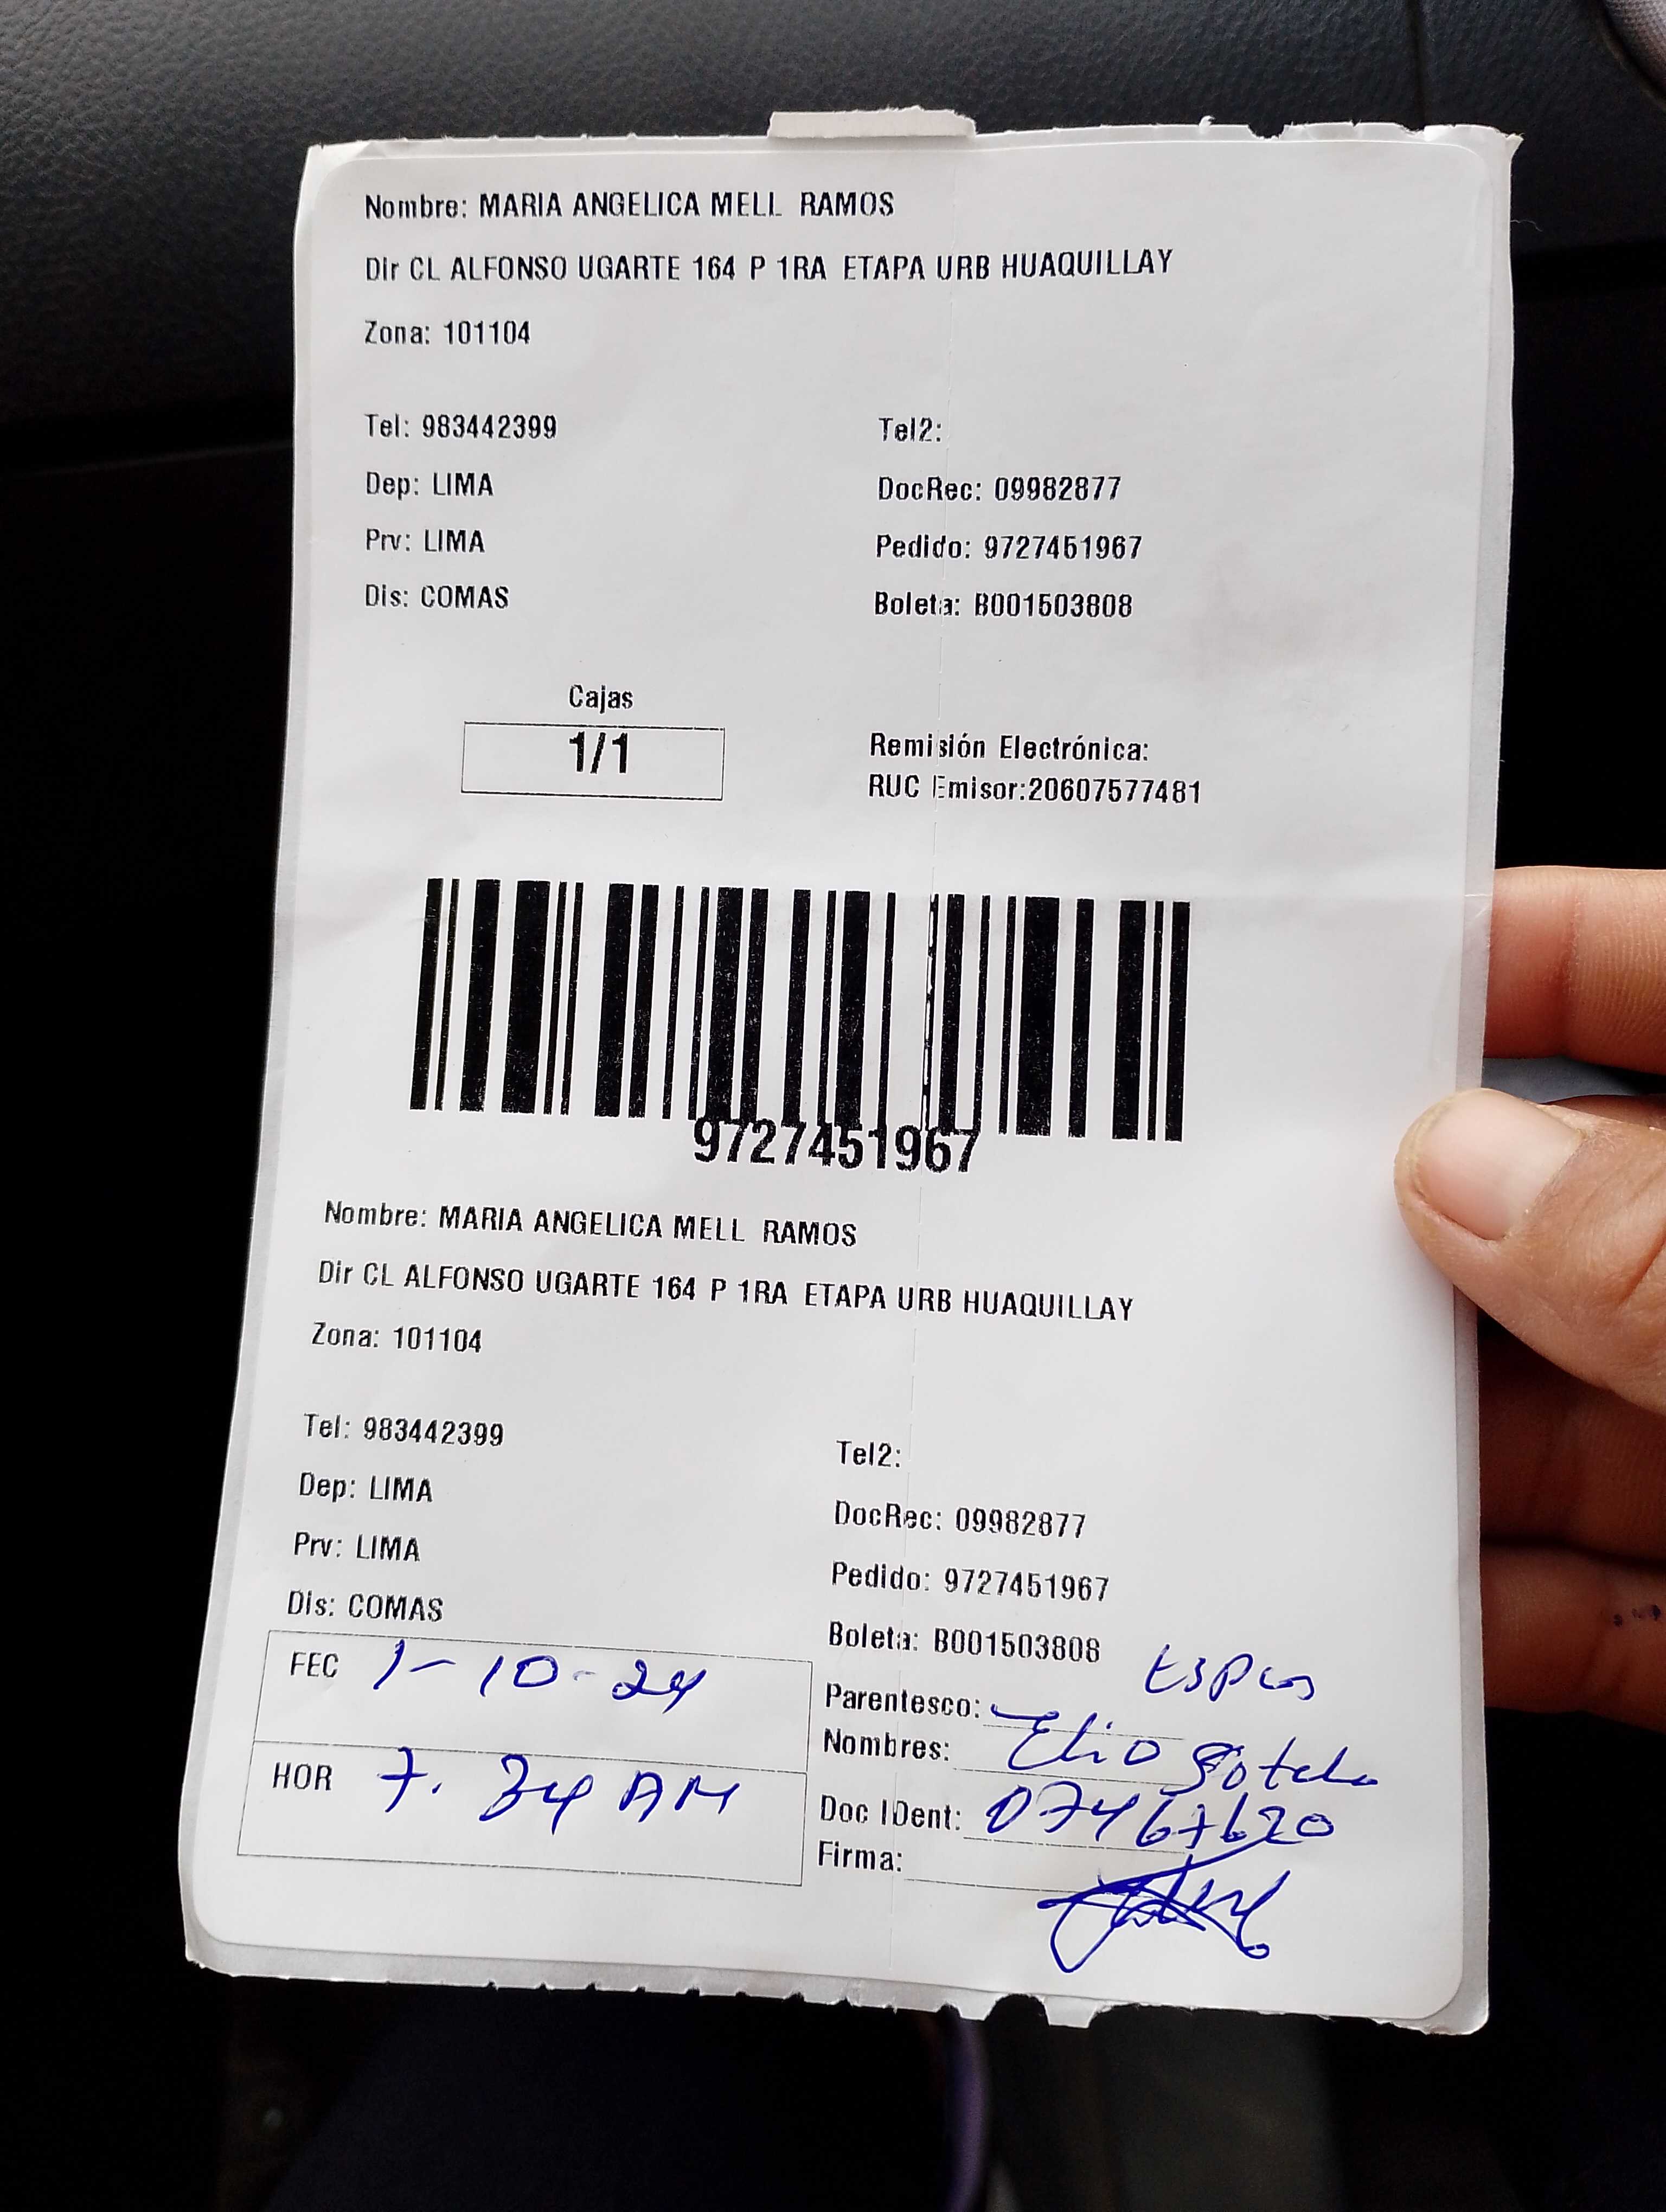 Nombre: MARIA ANGELICA MELL RAMOS
Dir CL ALFONSO UGARTE 164 P 1RA ETAPA URB HUAQUILLAY
Zona: 101104
Tel: 983442399 Tel2:
Dep: LIMA DocRec: 09982877
Prv: LIMA Pedido: 9727451967
Dis: COMAS Boleta: B001503808
Cajas
1/1
Remisión Electrónica:
RUC Emisor:20607577481
9727451967
Nombre: MARIA ANGELICA MELL RAMOS
Dir CL ALFONSO UGARTE 164 P 1RA ETAPA URB HUAQUILLAY
Zona: 101104
Tel: 983442399 Tel2:
Dep: LIMA DocRec: 09982877
Prv: LIMA Pedido: 9727451967
Dis: COMAS Boleta: B001503808
FEC 1-10-24
Parentesco:
Nombres: Elio
HOR 7.34 AM
Doc IDent: 07467620
Firma: